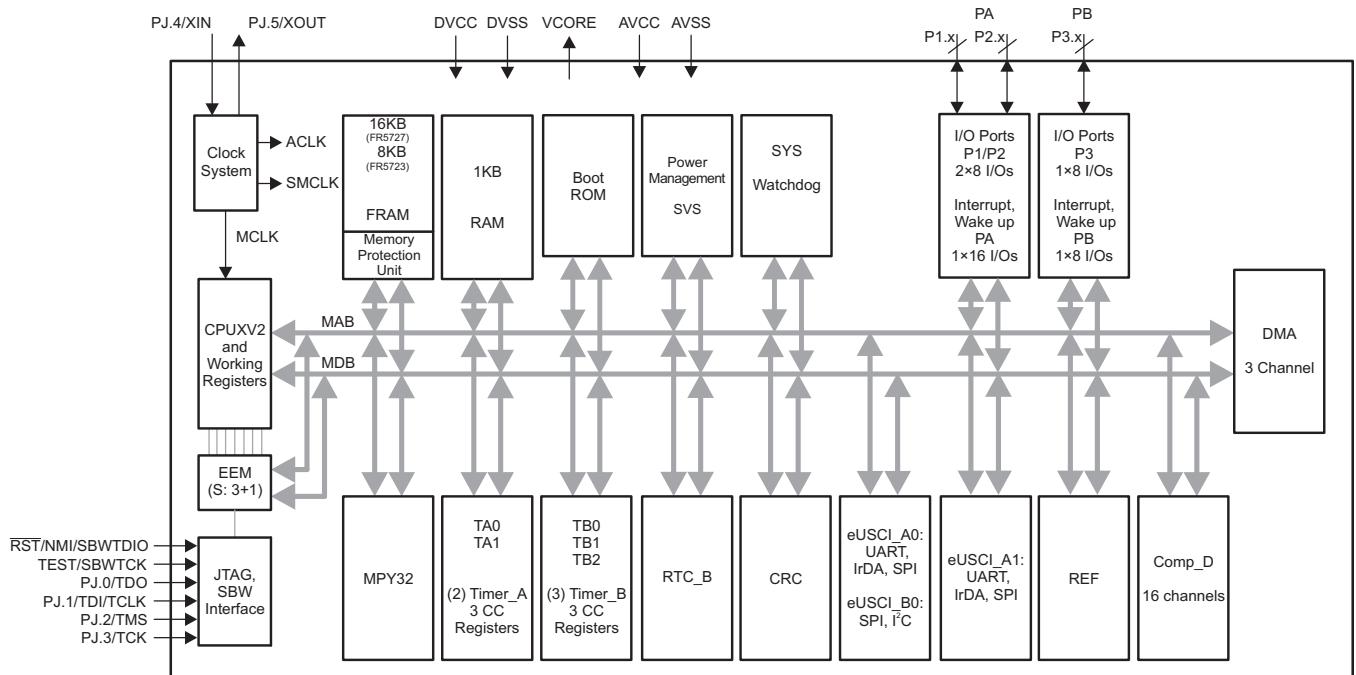 PJ.4/XIN
PJ.5/XOUT
DVCC
DVSS
VCORE
AVCC
AVSS
PA
P1.x
P2.x
PB
P3.x
Clock
System
ACLK
SMCLK
MCLK
16KB
(FR5727)
8KB
(FR5723)
FRAM
Memory
Protection
Unit
1KB
RAM
Boot
ROM
Power
Management
SVS
SYS
Watchdog
I/O Ports
P1/P2
2×8 I/Os
Interrupt,
Wake up
PA
1×16 I/Os
I/O Ports
P3
1×8 I/Os
Interrupt,
Wake up
PB
1×8 I/Os
CPUXV2
and
Working
Registers
MAB
MDB
DMA
3 Channel
EEM
(S: 3+1)
RST/NMI/SBWTDIO
TEST/SBWTCK
PJ.0/TDO
PJ.1/TDI/TCLK
PJ.2/TMS
PJ.3/TCK
JTAG,
SBW
Interface
MPY32
TA0
TA1
(2) Timer_A
3 CC
Registers
TB0
TB1
TB2
(3) Timer_B
3 CC
Registers
RTC_B
CRC
eUSCI_A0:
UART,
IrDA, SPI
eUSCI_B0:
SPI, I²C
eUSCI_A1:
UART,
IrDA, SPI
REF
Comp_D
16 channels